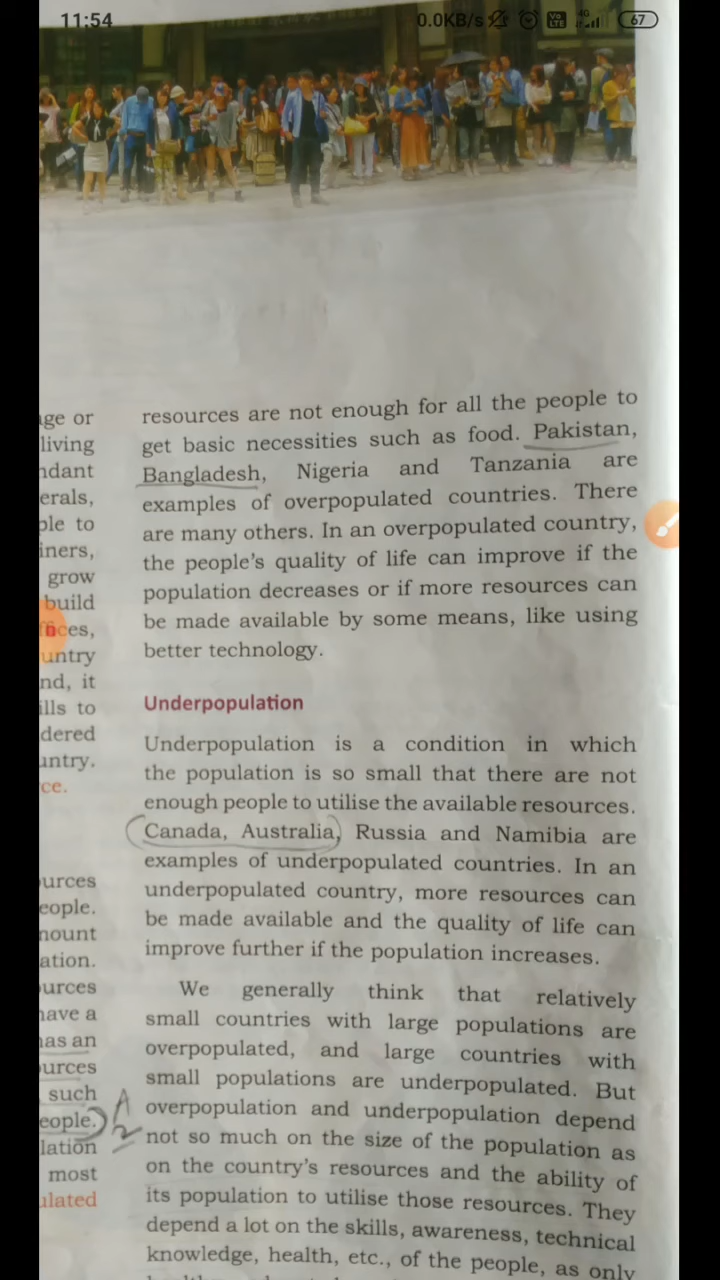 11:54
0.0KB/s
4G
67
age or
living
ndant
erals,
ple to
iners,
grow
build
ffices,
untry
nd, it
ills to
dered
untry.
ce.
urces
eople.
nount
ation.
urces
have a
has an
urces
such
eople.)
lation
most
ulated
resources are not enough for all the people to
get basic necessities such as food. Pakistan,
Bangladesh, Nigeria and Tanzania are
examples of overpopulated countries. There
are many others. In an overpopulated country,
the people's quality of life can improve if the
population decreases or if more resources can
be made available by some means, like using
better technology.
Underpopulation
Underpopulation is a condition in which
the population is so small that there are not
enough people to utilise the available resources.
Canada, Australia, Russia and Namibia are
examples of underpopulated countries. In an
underpopulated country, more resources can
be made available and the quality of life can
improve further if the population increases.
We generally think that relatively
small countries with large populations are
overpopulated, and large countries with
small populations are underpopulated. But
overpopulation and underpopulation depend
not so much on the size of the population as
on the country's resources and the ability of
its population to utilise those resources. They
depend a lot on the skills, awareness, technical
knowledge, health, etc., of the people, as only